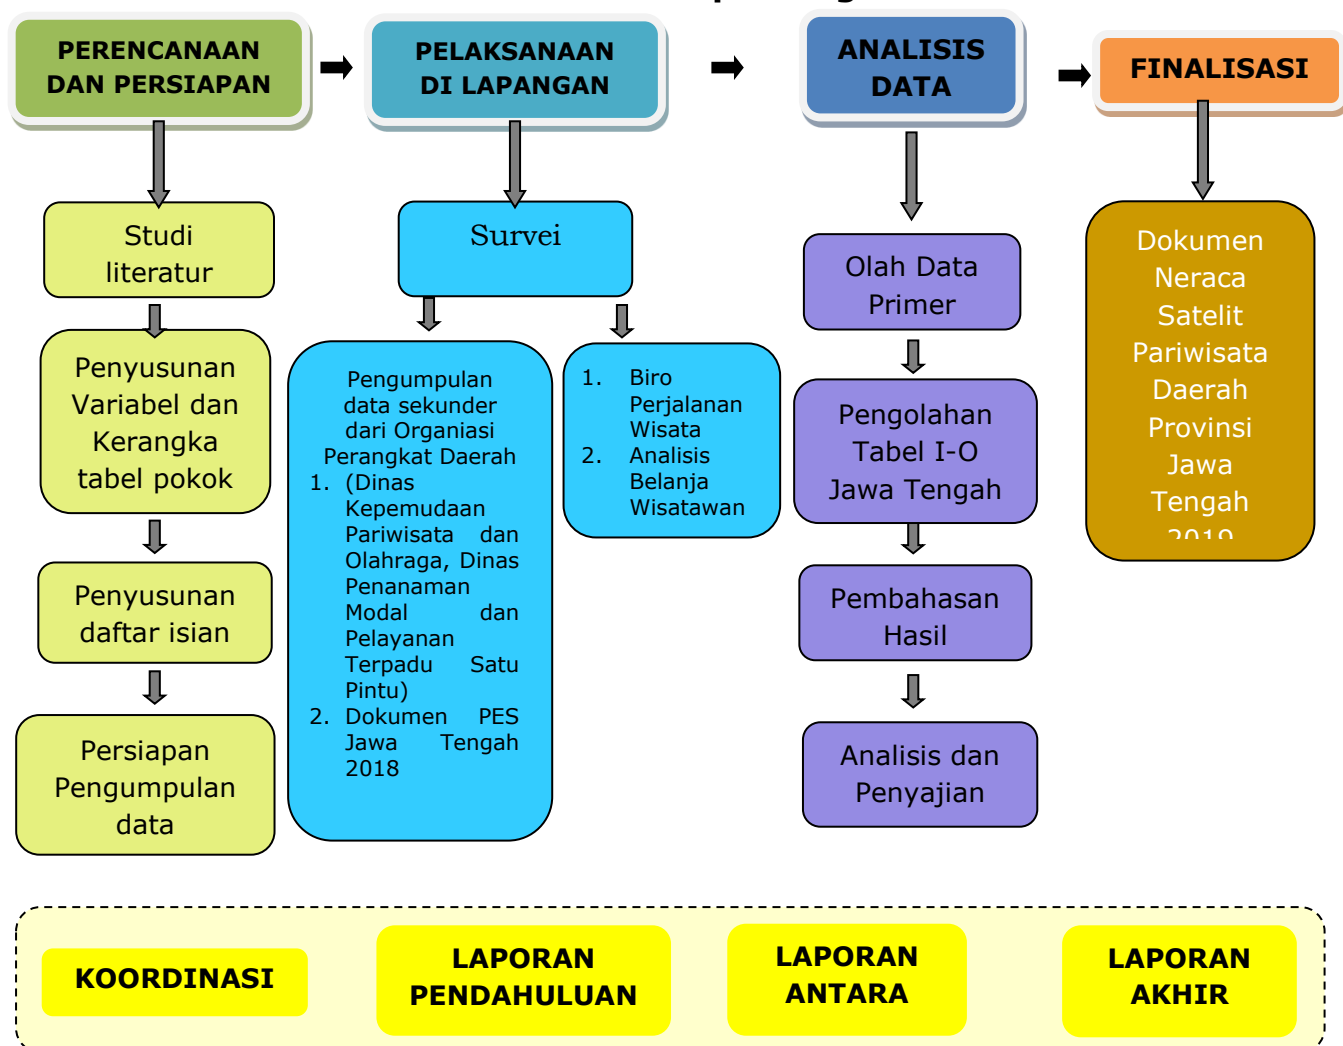 PERENCANAAN
DAN PERSIAPAN
PELAKSANAAN
DI LAPANGAN
ANALISIS
DATA
FINALISASI
Studi
literatur
Penyusunan
Variabel dan
Kerangka
tabel pokok
Penyusunan
daftar isian
Persiapan
Pengumpulan
data
Survei
Pengumpulan
data sekunder
dari Organiasi
Perangkat Daerah
1. (Dinas
Kepemudaan
Pariwisata dan
Olahraga, Dinas
Penanaman
Modal dan
Pelayanan
Terpadu Satu
Pintu)
2. Dokumen PES
Jawa Tengah
2018
1. Biro
Perjalanan
Wisata
2. Analisis
Belanja
Wisatawan
Olah Data
Primer
Pengolahan
Tabel I-O
Jawa Tengah
Pembahasan
Hasil
Analisis dan
Penyajian
Dokumen
Neraca
Satelit
Pariwisata
Daerah
Provinsi
Jawa
Tengah
2019
KOORDINASI
LAPORAN
PENDAHULUAN
LAPORAN
ANTARA
LAPORAN
AKHIR